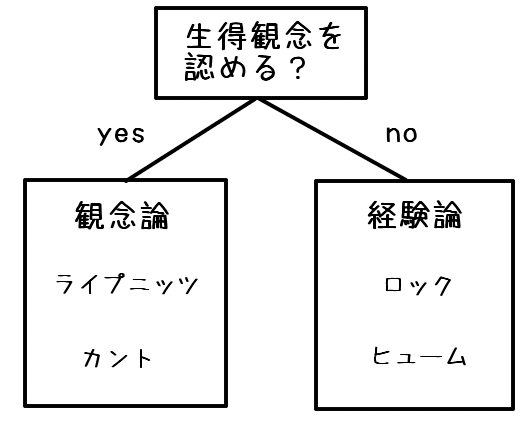 生得観念を
認める？
yes
no
観念論
経験論
ライプニッツ
ロック
カント
ヒューム